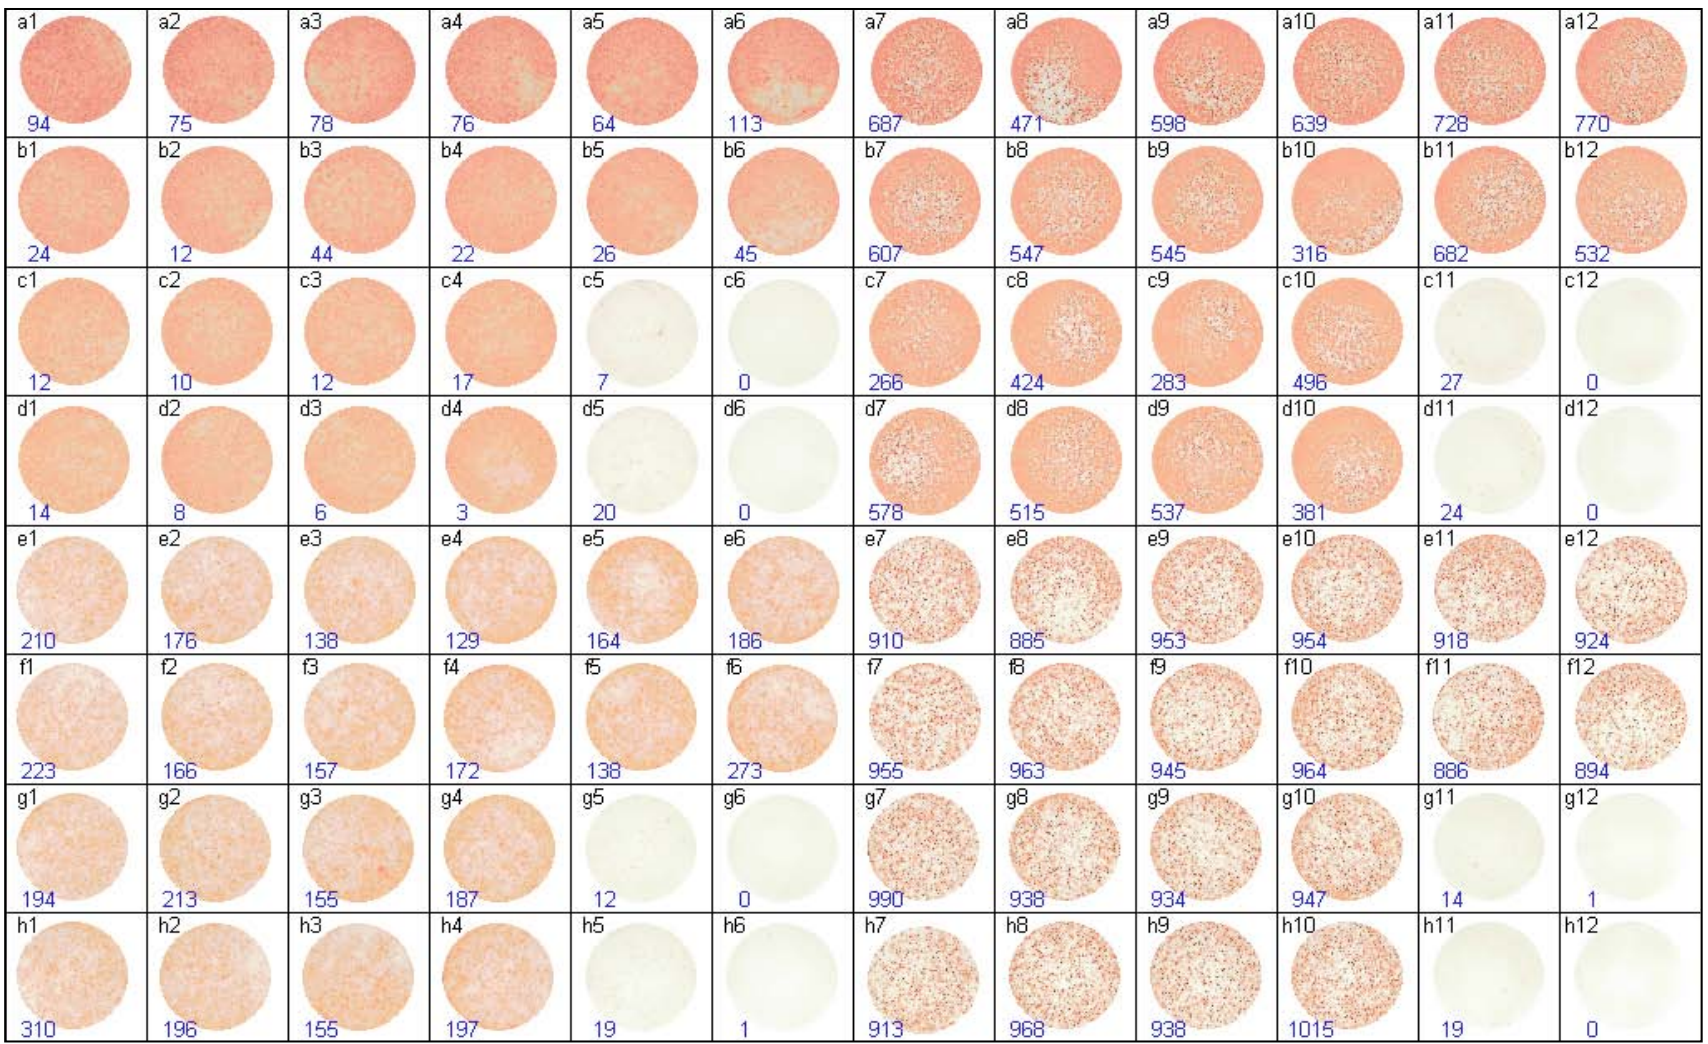 a1 a2 a3 a4 a5 a6 a7 a8 a9 a10 a11 a12
94 75 78 76 64 113 687 471 598 639 728 770
b1 b2 b3 b4 b5 b6 b7 b8 b9 b10 b11 b12
24 12 44 22 26 45 607 547 545 316 682 532
c1 c2 c3 c4 c5 c6 c7 c8 c9 c10 c11 c12
12 10 12 17 7 0 266 424 283 496 27 0
d1 d2 d3 d4 d5 d6 d7 d8 d9 d10 d11 d12
14 8 6 3 20 0 578 515 537 381 24 0
e1 e2 e3 e4 e5 e6 e7 e8 e9 e10 e11 e12
210 176 138 129 164 186 910 885 953 954 918 924
f1 f2 f3 f4 f5 f6 f7 f8 f9 f10 f11 f12
223 166 157 172 138 273 955 963 945 964 886 894
g1 g2 g3 g4 g5 g6 g7 g8 g9 g10 g11 g12
194 213 155 187 12 0 990 938 934 947 14 1
h1 h2 h3 h4 h5 h6 h7 h8 h9 h10 h11 h12
310 196 155 197 19 1 913 968 938 1015 19 0